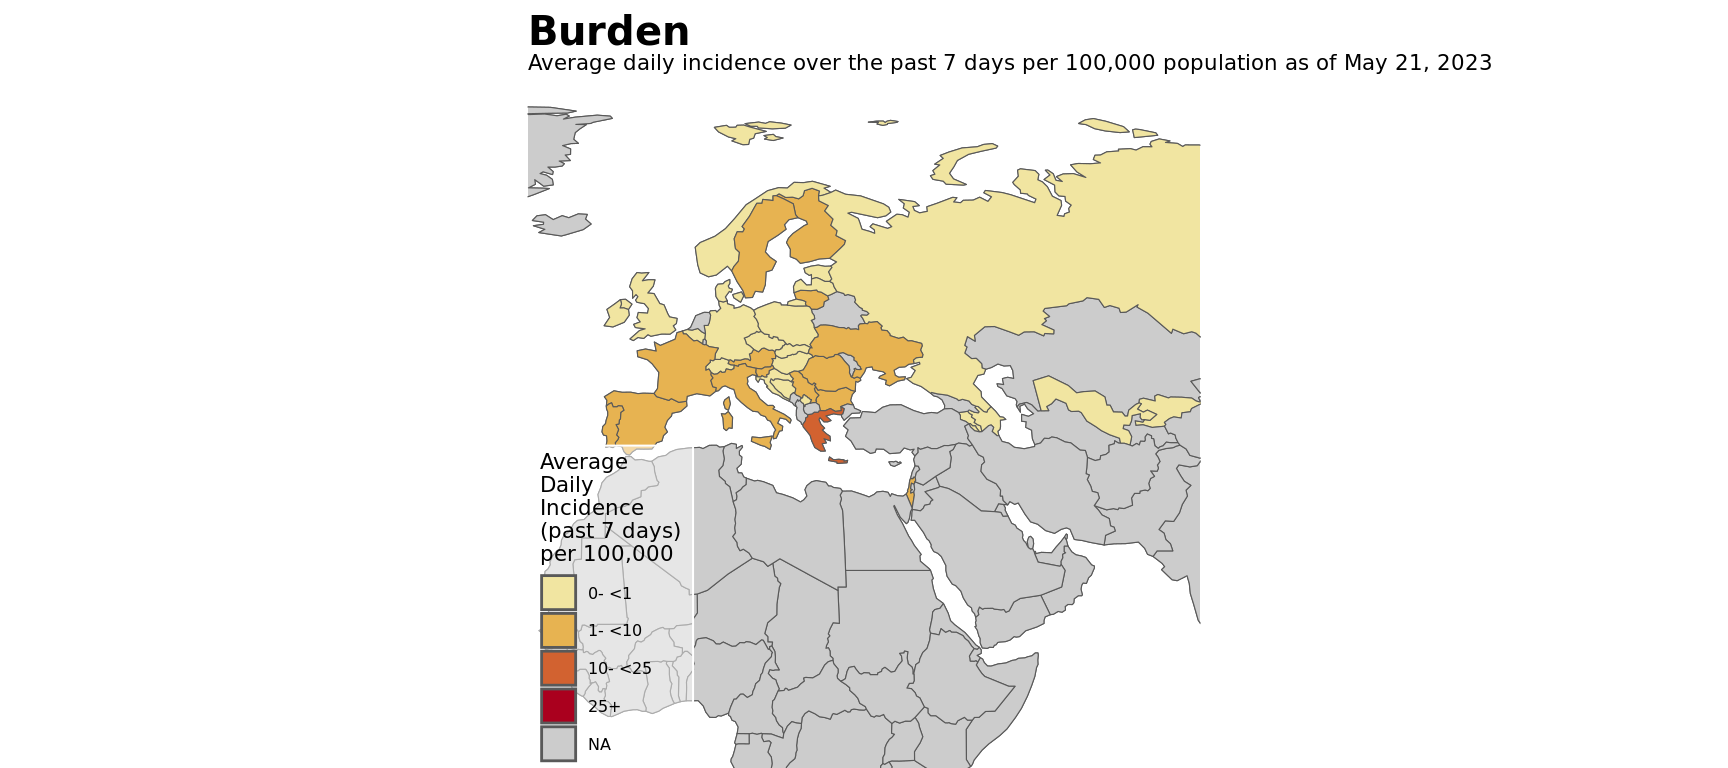 Burden
Average daily incidence over the past 7 days per 100,000 population as of May 21, 2023
Average
Daily
Incidence
(past 7 days)
per 100,000
0- <1
1- <10
10- <25
25+
NA